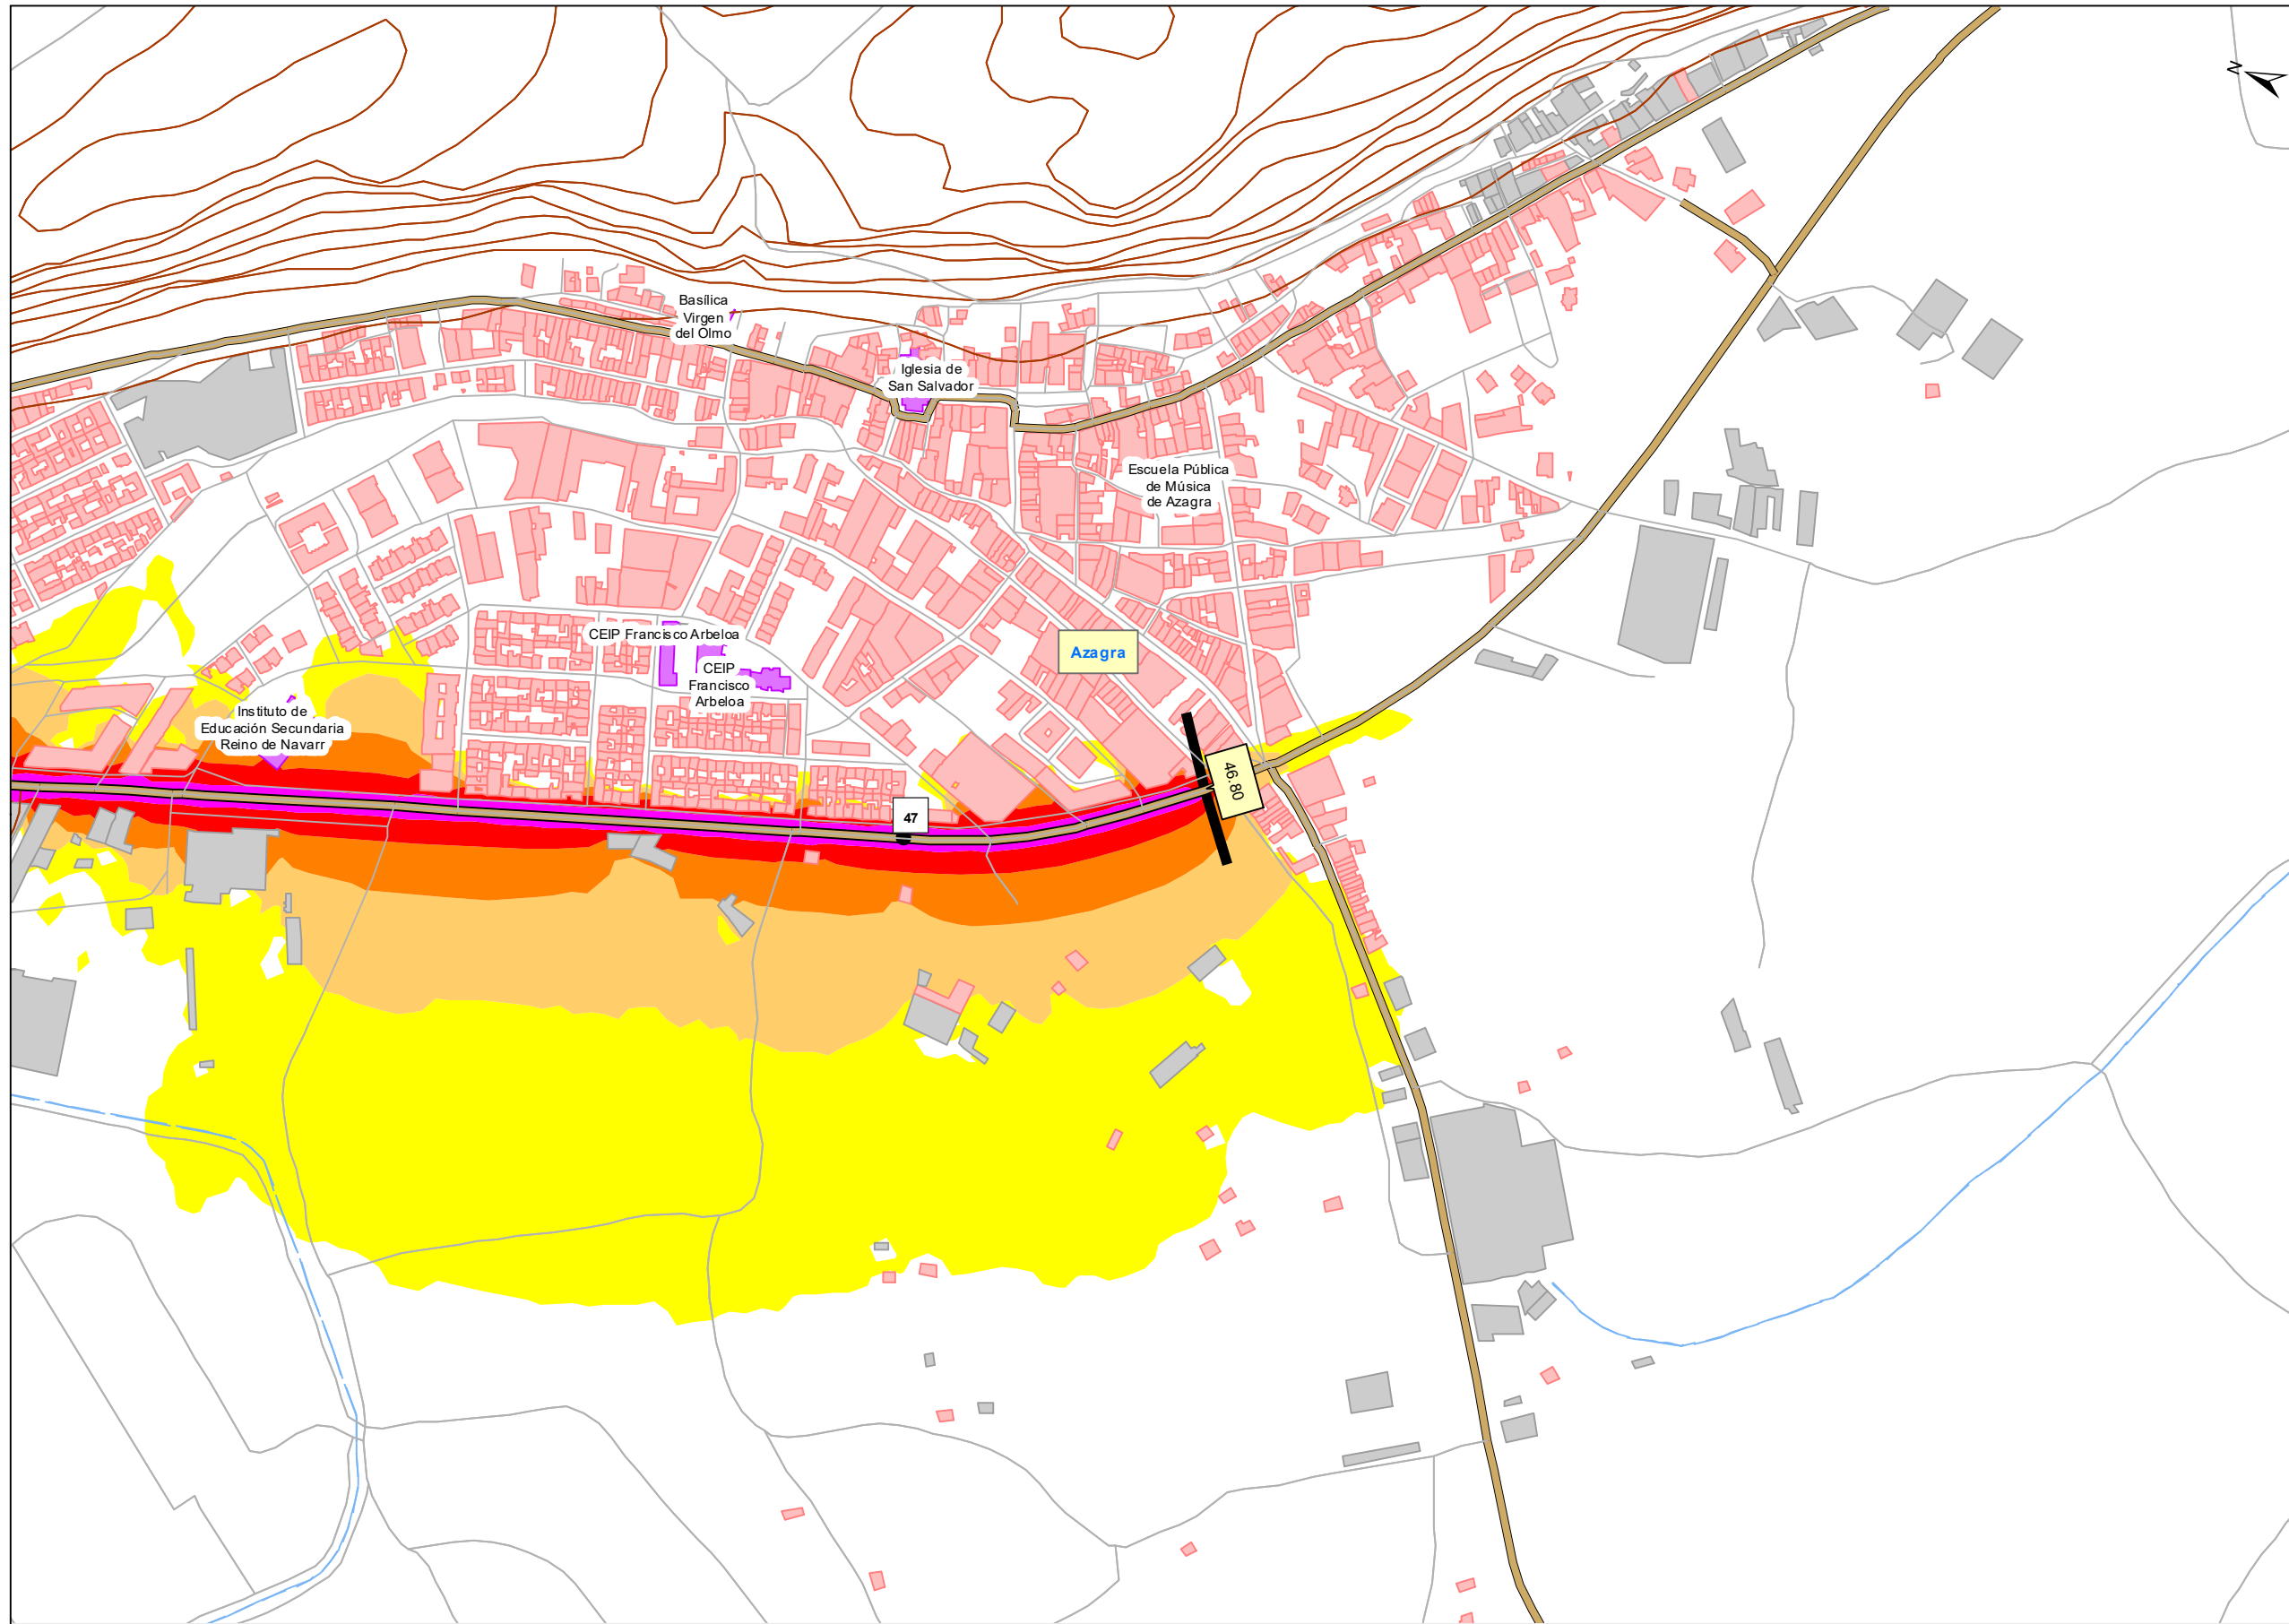 N
Basílica
Virgen
del Olmo
Iglesia de
San Salvador
Escuela Pública
de Música
de Azagra
CEIP Francisco Arbeloa
CEIP
Francisco
Arbeloa
Azagra
Instituto de
Educación Secundaria
Reino de Navarr
46.80
47